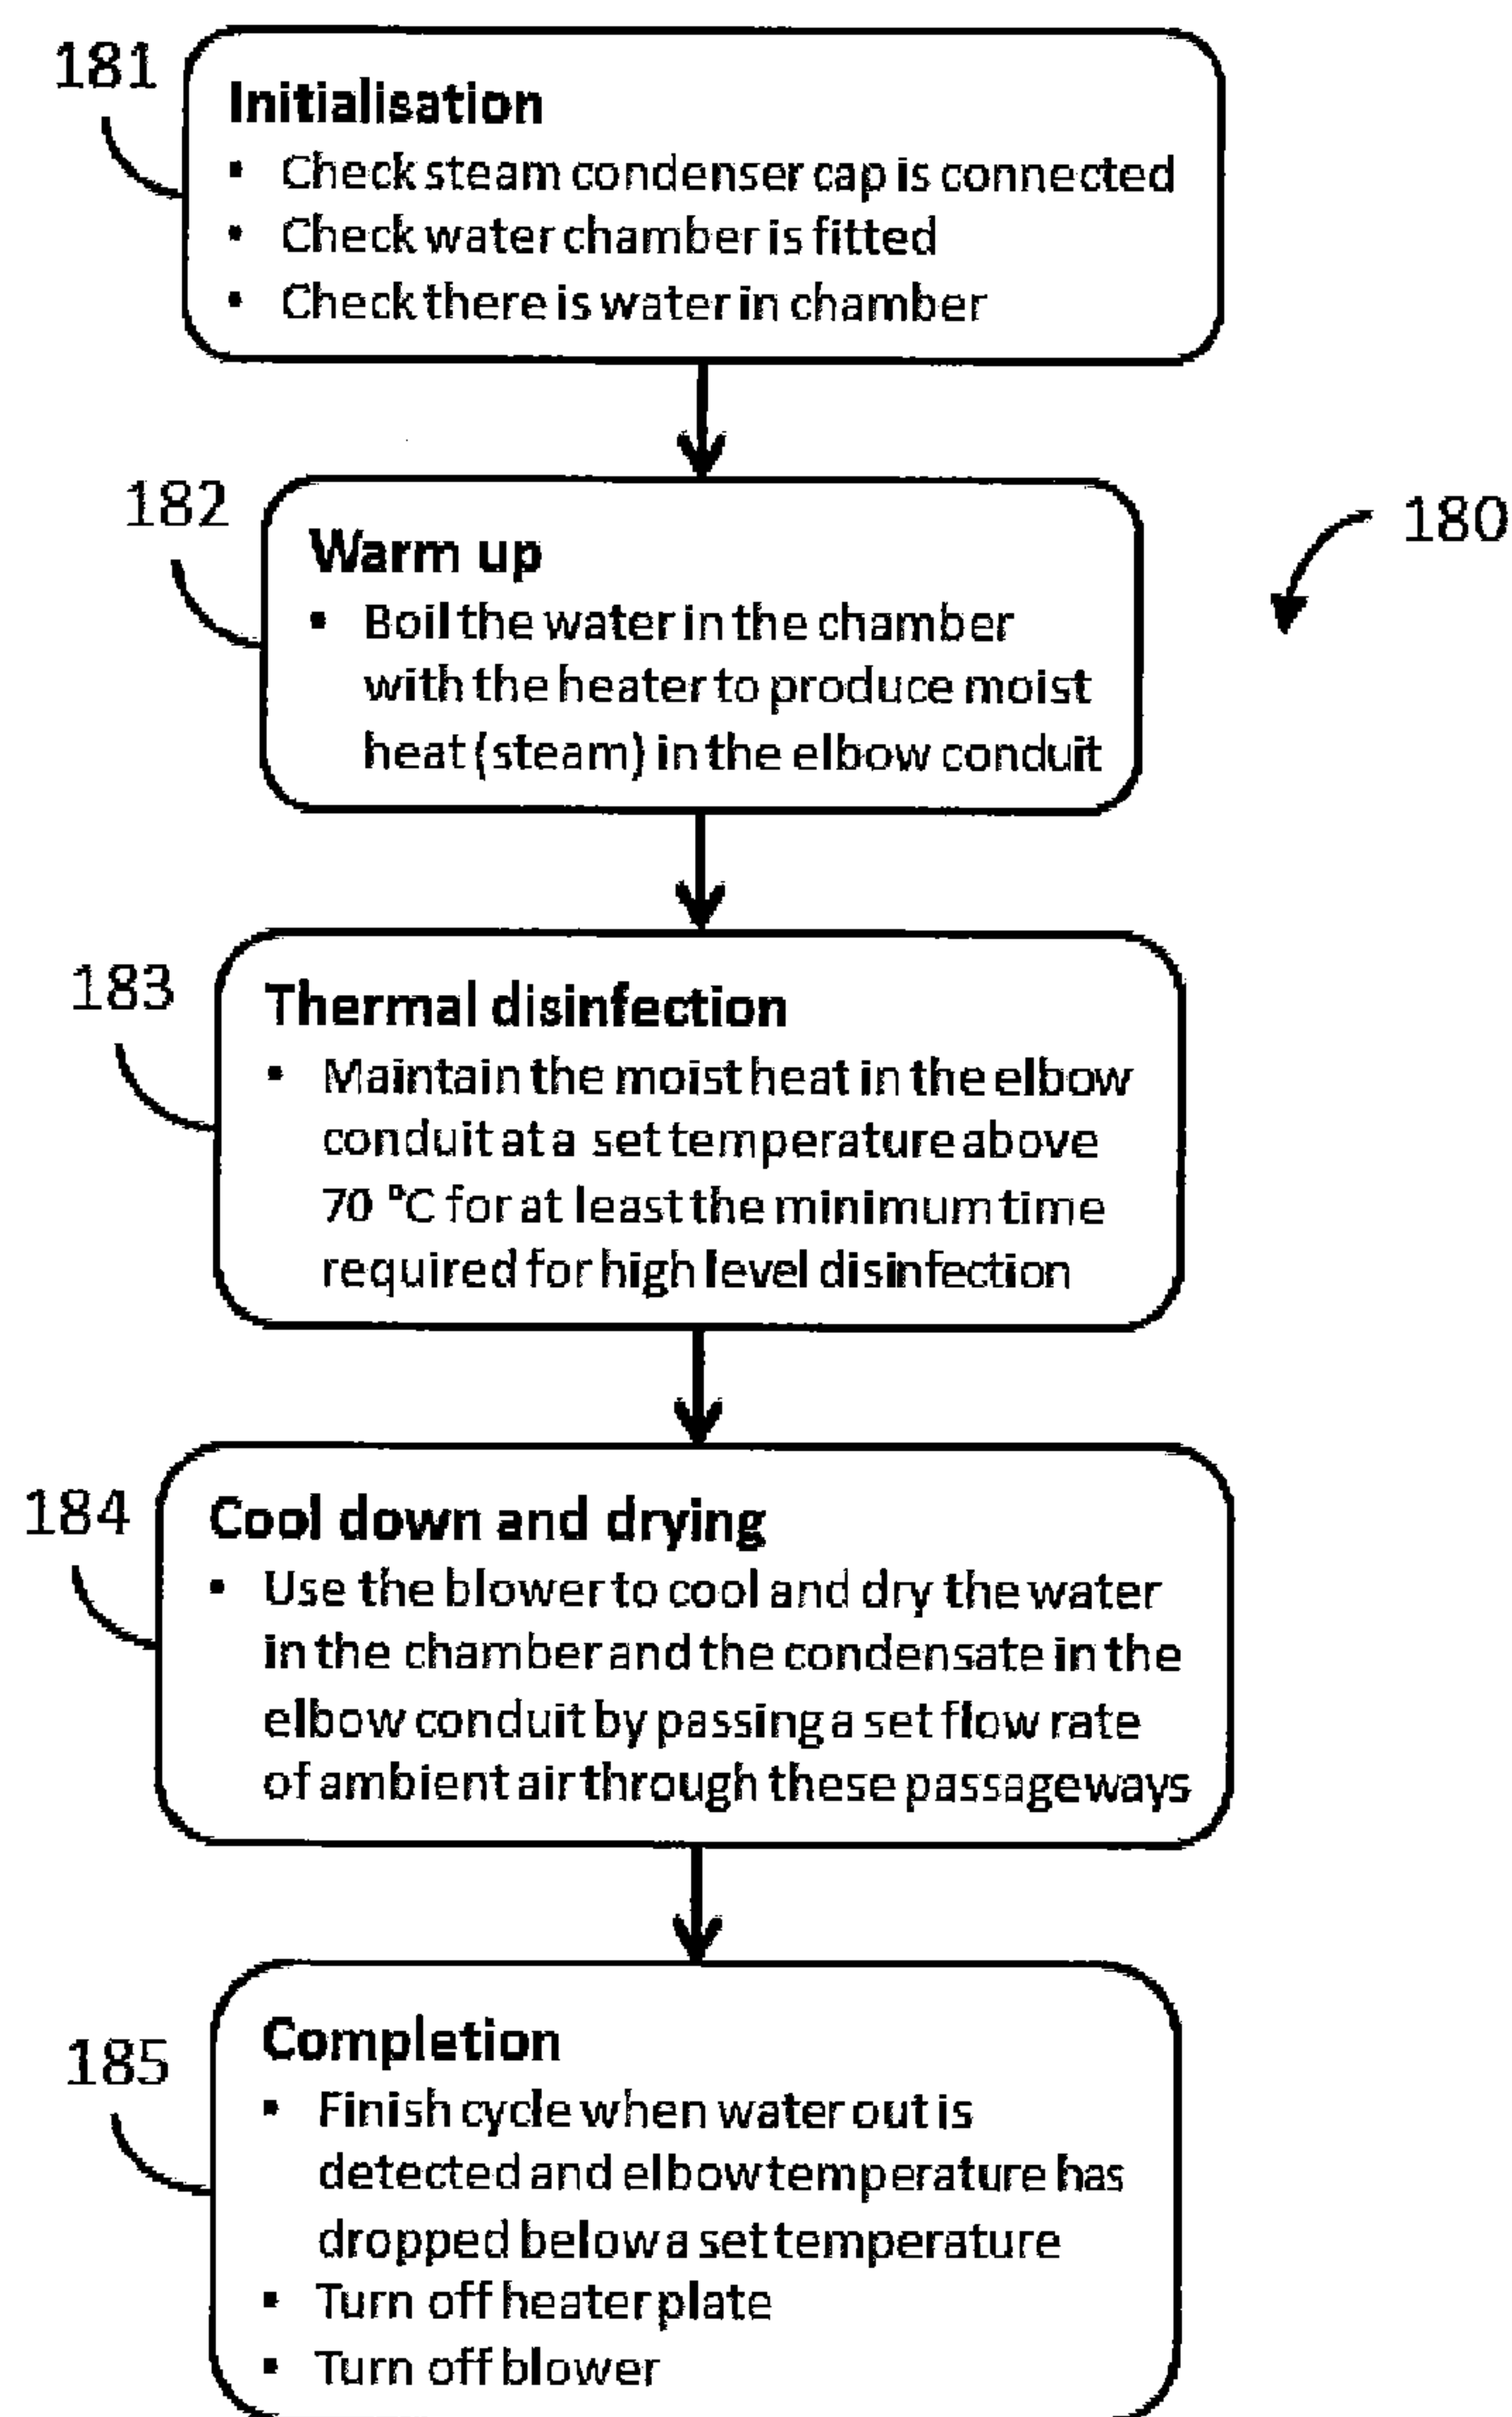 181
Initialisation
▪ Check steam condenser cap is connected
▪ Check water chamber is fitted
▪ Check there is water in chamber
182
180
Warm up
▪ Boil the water in the chamber
with the heater to produce moist
heat (steam) in the elbow conduit
183
Thermal disinfection
▪ Maintain the moist heat in the elbow
conduit at a set temperature above
70 °C for at least the minimum time
required for high level disinfection
184
Cool down and drying
▪ Use the blower to cool and dry the water
in the chamber and the condensate in the
elbow conduit by passing a set flow rate
of ambient air through these passageways
185
Completion
▪ Finish cycle when water out is
detected and elbow temperature has
dropped below a set temperature
▪ Turn off heater plate
▪ Turn off blower